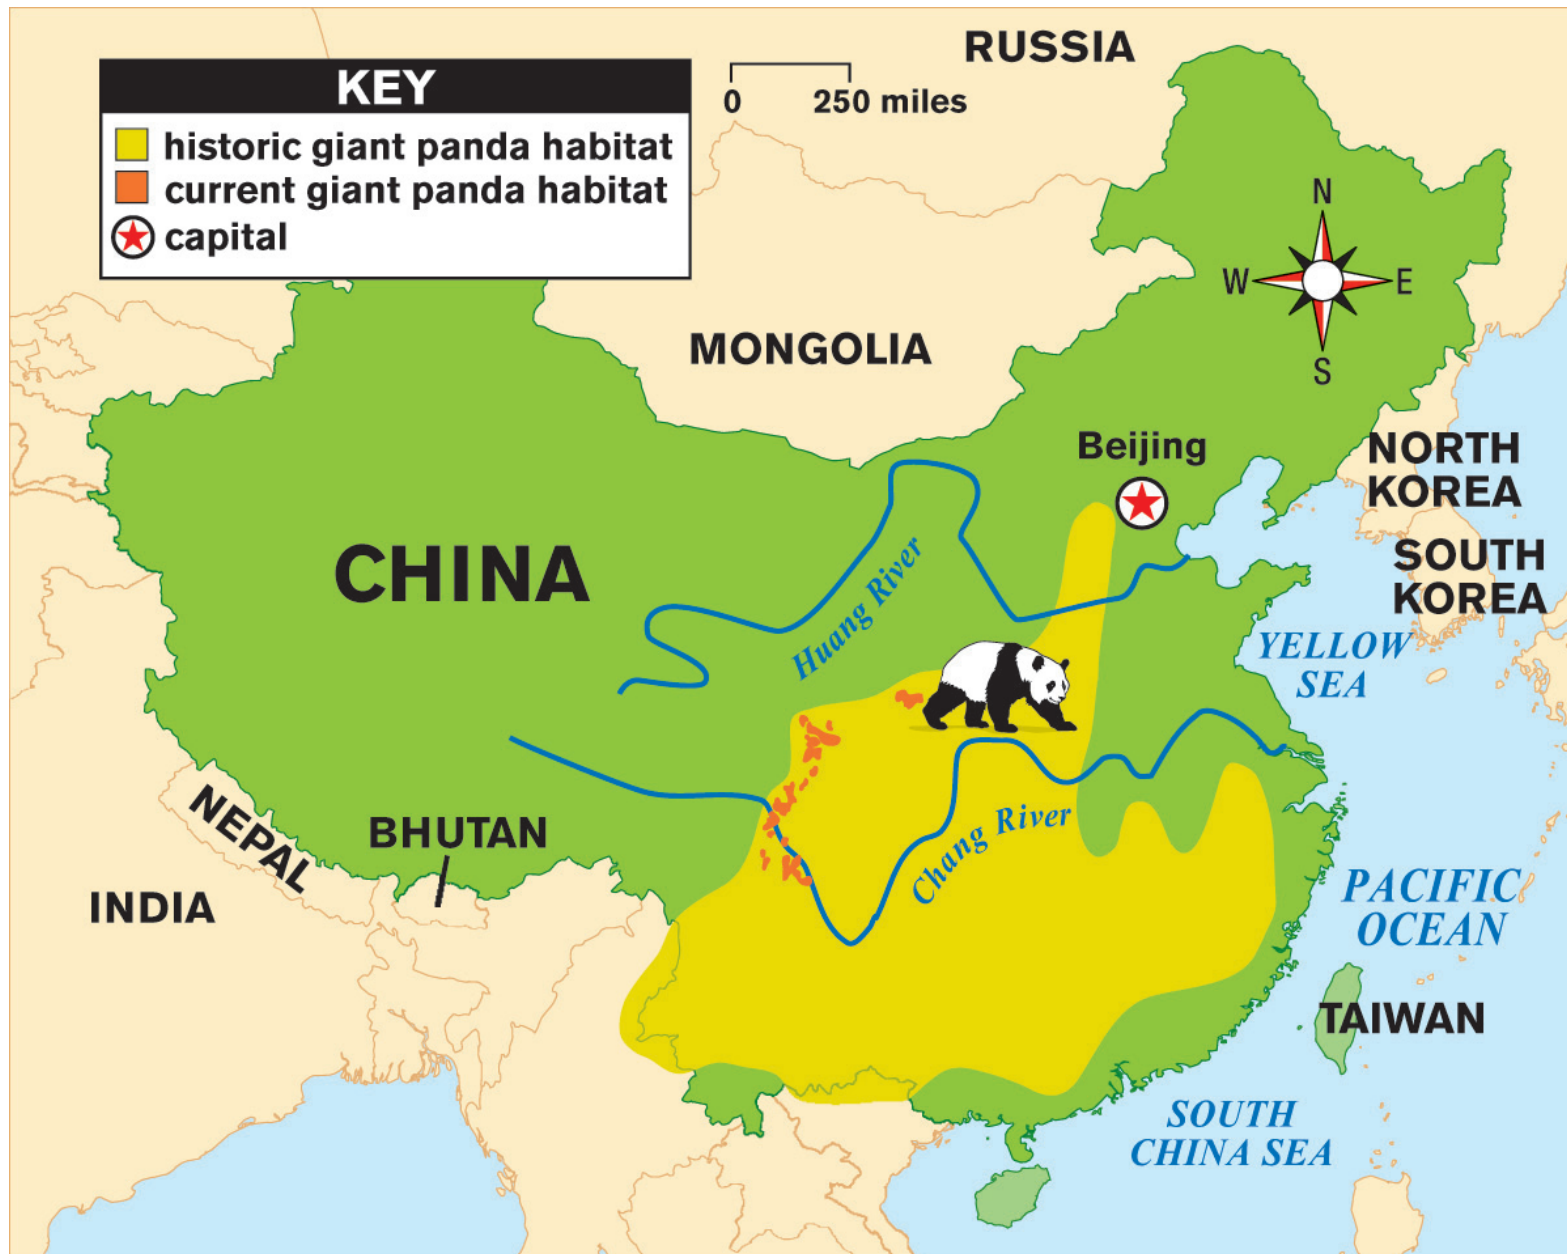 KEY
historic giant panda habitat
current giant panda habitat
capital
0 250 miles
RUSSIA
N
W E
S
MONGOLIA
Beijing
NORTH
KOREA
SOUTH
KOREA
CHINA
Huang River
YELLOW
SEA
Chang River
NEPAL
BHUTAN
INDIA
PACIFIC
OCEAN
TAIWAN
SOUTH
CHINA SEA